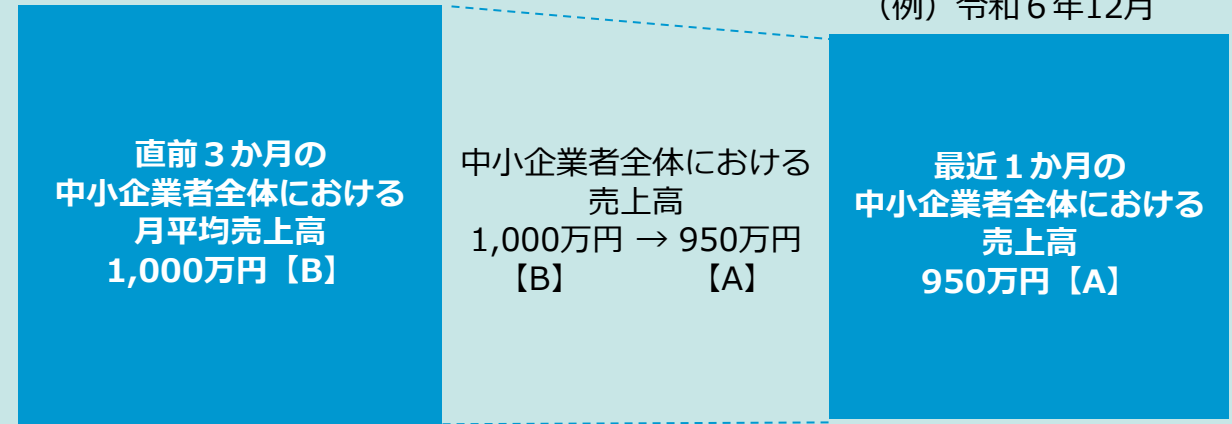 （例）令和６年12月
直前３か月の
中小企業者全体における
月平均売上高
1,000万円【B】
中小企業者全体における
売上高
1,000万円 → 950万円
【B】 【A】
最近１か月の
中小企業者全体における
売上高
950万円【A】